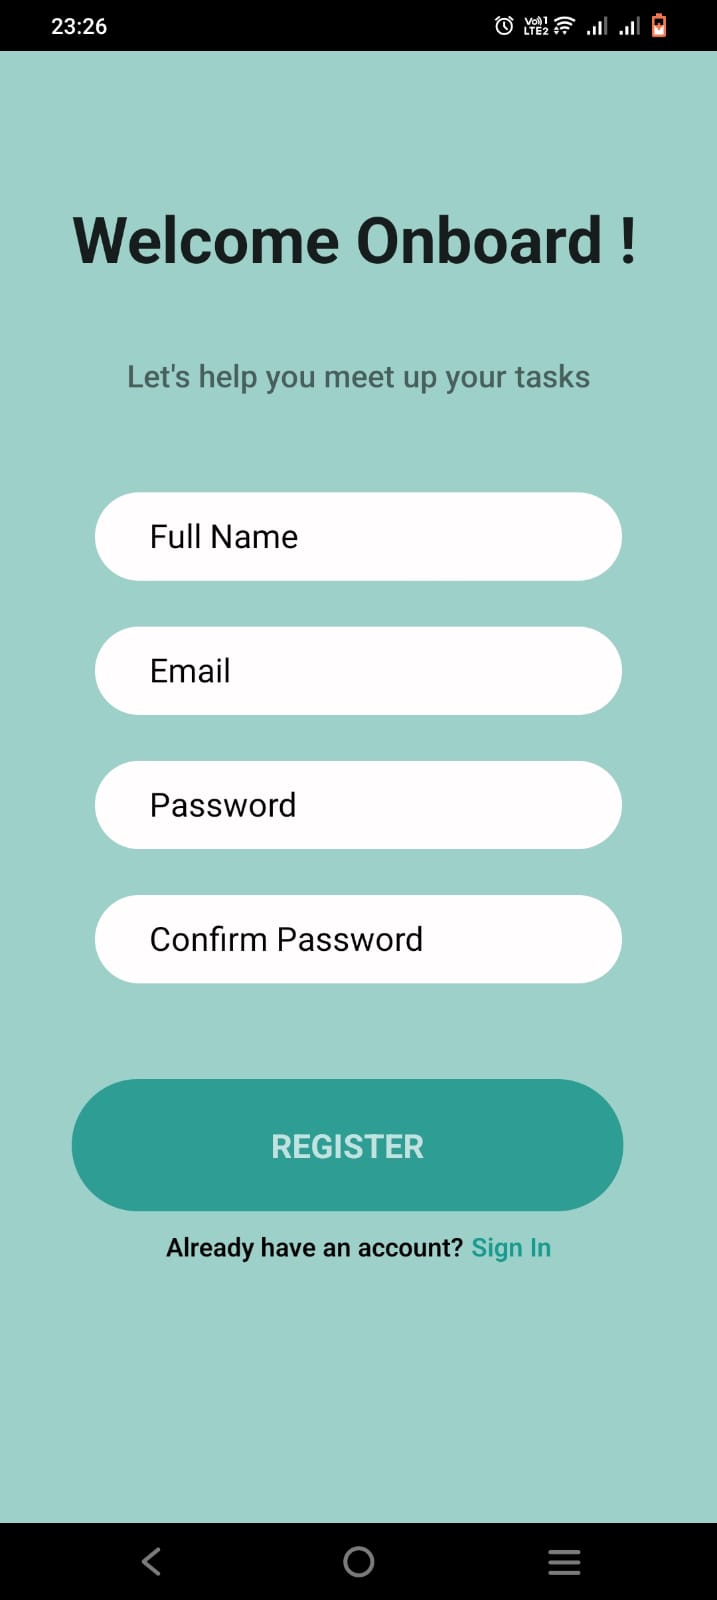 23:26
Vo)) 1
LTE2
Welcome Onboard !
Let's help you meet up your tasks
Full Name
Email
Password
Confirm Password
REGISTER
Already have an account? Sign In